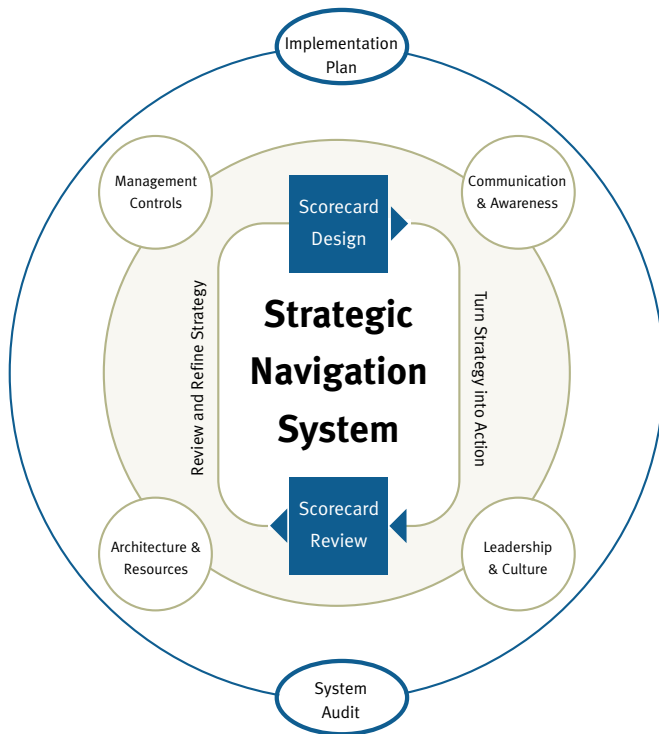 Implementation
Plan
Management
Controls
Communication
& Awareness
Scorecard
Design
Review and Refine Strategy
Turn Strategy into Action
Strategic
Navigation
System
Scorecard
Review
Architecture &
Resources
Leadership
& Culture
System
Audit